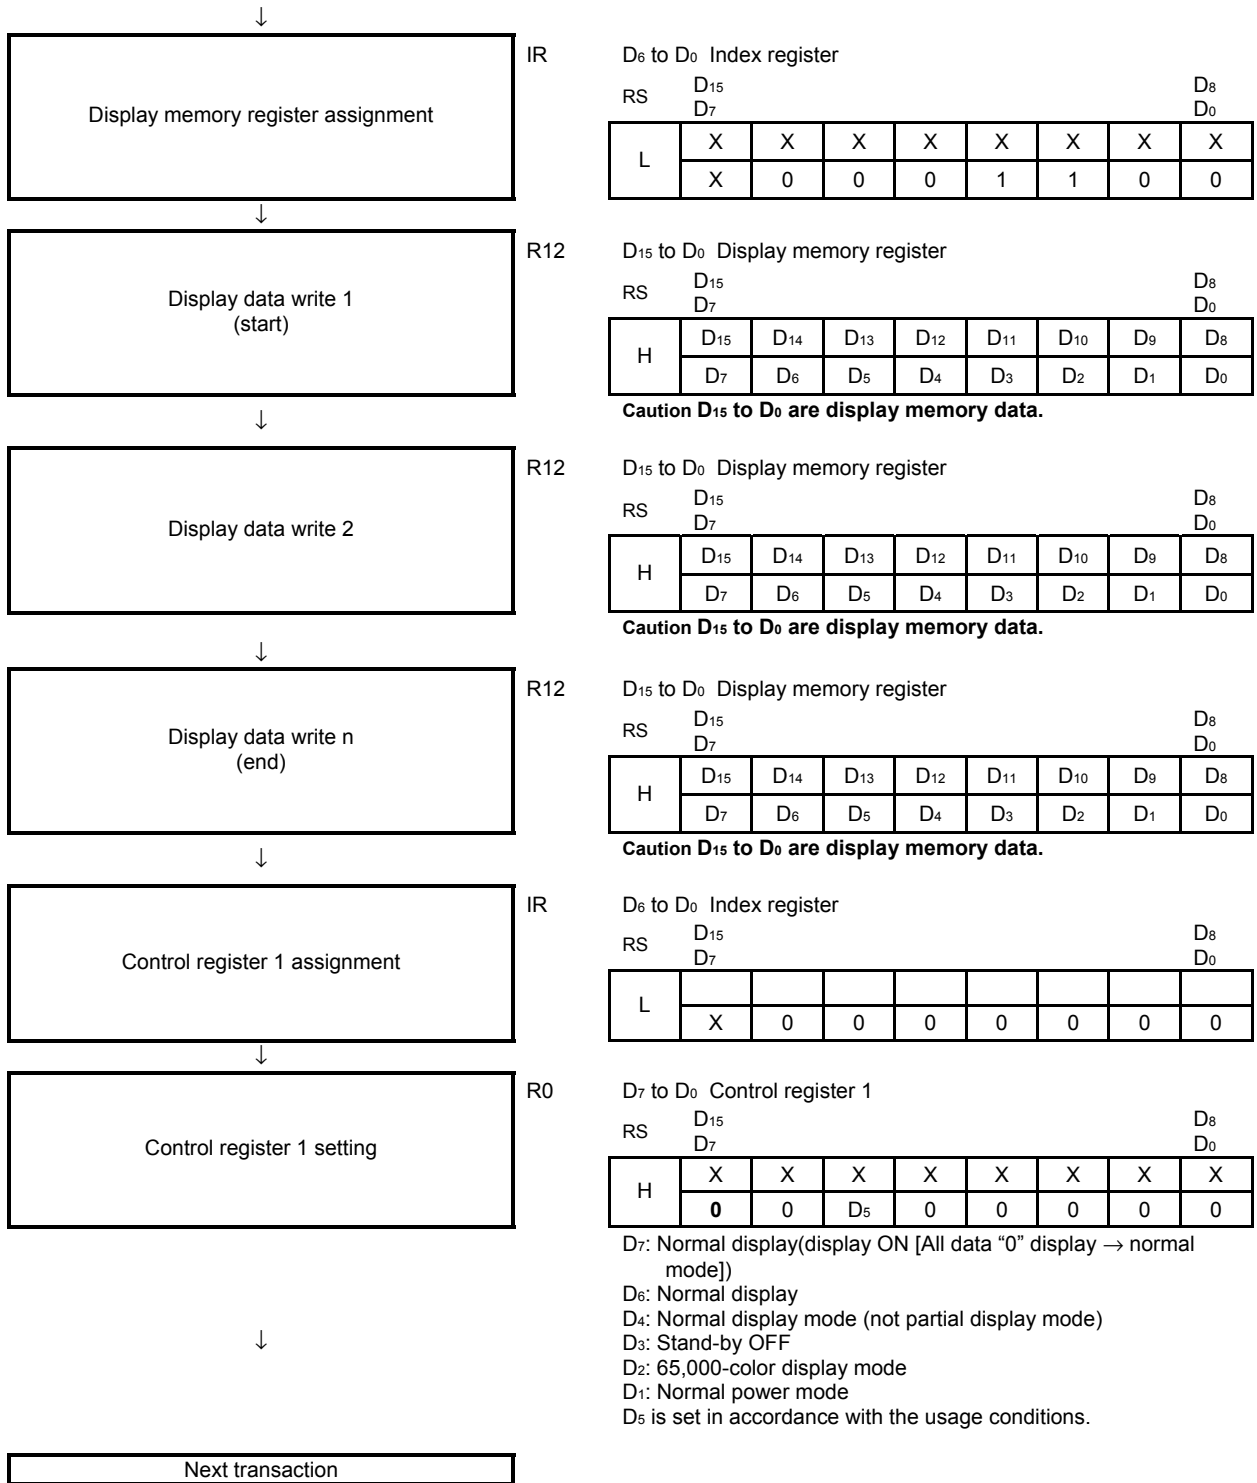 ↓
Display memory register assignment
IR
D6 to D0 Index register
RS D15 D8
D7 D0
L X X X X X X X X
X 0 0 0 1 1 0 0
↓
Display data write 1
(start)
R12
D15 to D0 Display memory register
RS D15 D8
D7 D0
H D15 D14 D13 D12 D11 D10 D9 D8
D7 D6 D5 D4 D3 D2 D1 D0
Caution D15 to D0 are display memory data.
↓
Display data write 2
R12
D15 to D0 Display memory register
RS D15 D8
D7 D0
H D15 D14 D13 D12 D11 D10 D9 D8
D7 D6 D5 D4 D3 D2 D1 D0
Caution D15 to D0 are display memory data.
↓
Display data write n
(end)
R12
D15 to D0 Display memory register
RS D15 D8
D7 D0
H D15 D14 D13 D12 D11 D10 D9 D8
D7 D6 D5 D4 D3 D2 D1 D0
Caution D15 to D0 are display memory data.
↓
Control register 1 assignment
IR
D6 to D0 Index register
RS D15 D8
D7 D0
L
X 0 0 0 0 0 0 0
↓
Control register 1 setting
R0
D7 to D0 Control register 1
RS D15 D8
D7 D0
H X X X X X X X X
0 0 D5 0 0 0 0 0
D7: Normal display(display ON [All data “0” display → normal
mode])
D6: Normal display
D4: Normal display mode (not partial display mode)
D3: Stand-by OFF
D2: 65,000-color display mode
D1: Normal power mode
D5 is set in accordance with the usage conditions.
↓
Next transaction